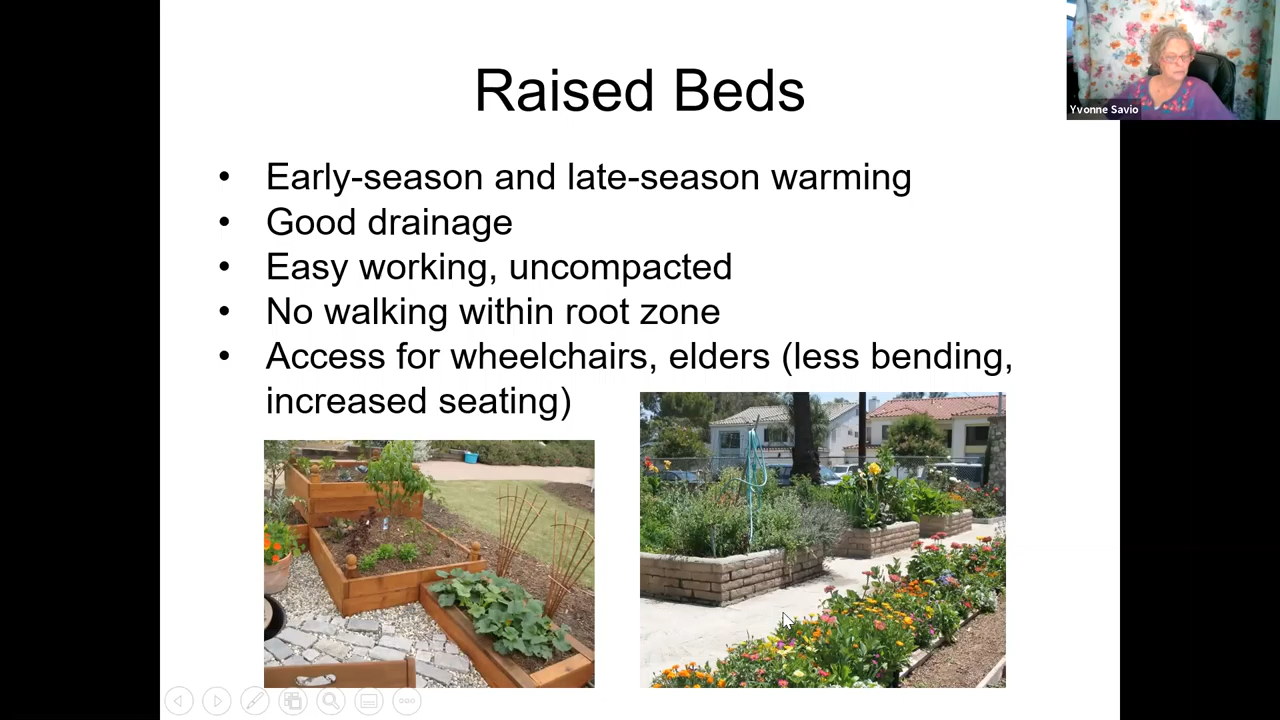 Raised Beds
Yvonne Savio
• Early-season and late-season warming
• Good drainage
• Easy working, uncompacted
• No walking within root zone
• Access for wheelchairs, elders (less bending,
increased seating)